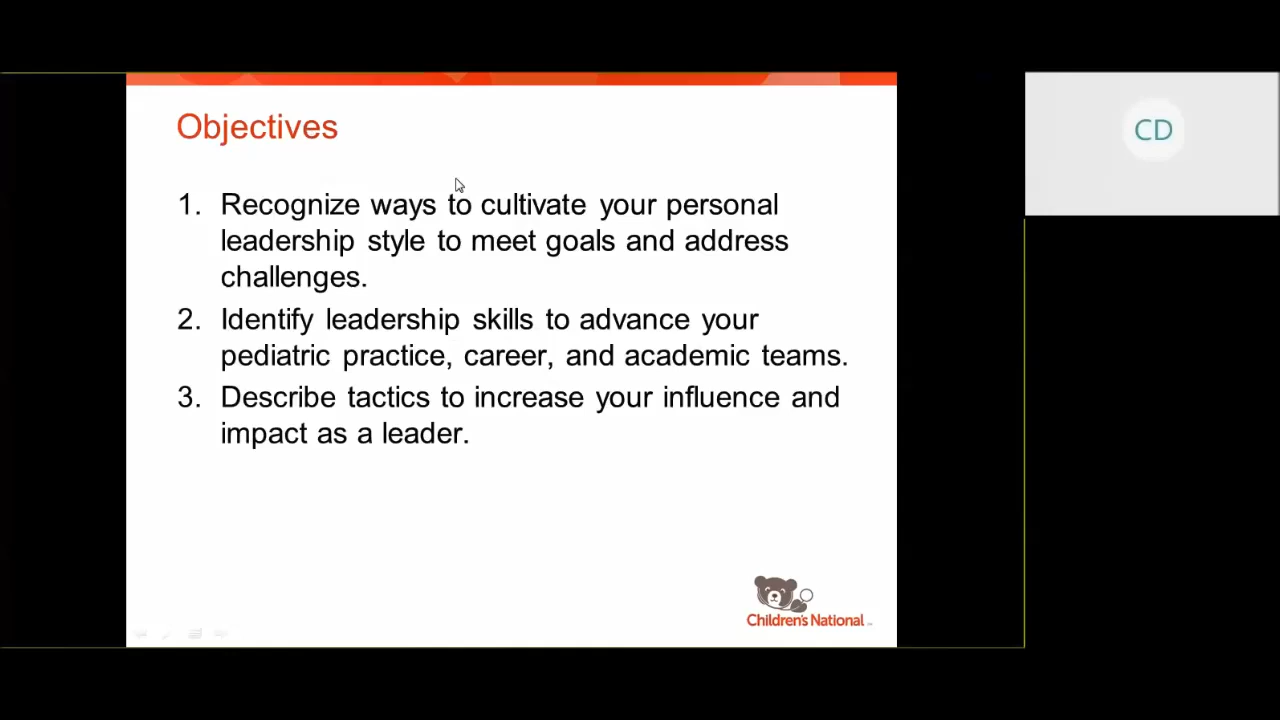 Objectives
CD
1. Recognize ways to cultivate your personal
leadership style to meet goals and address
challenges.
2. Identify leadership skills to advance your
pediatric practice, career, and academic teams.
3. Describe tactics to increase your influence and
impact as a leader.
Children's National